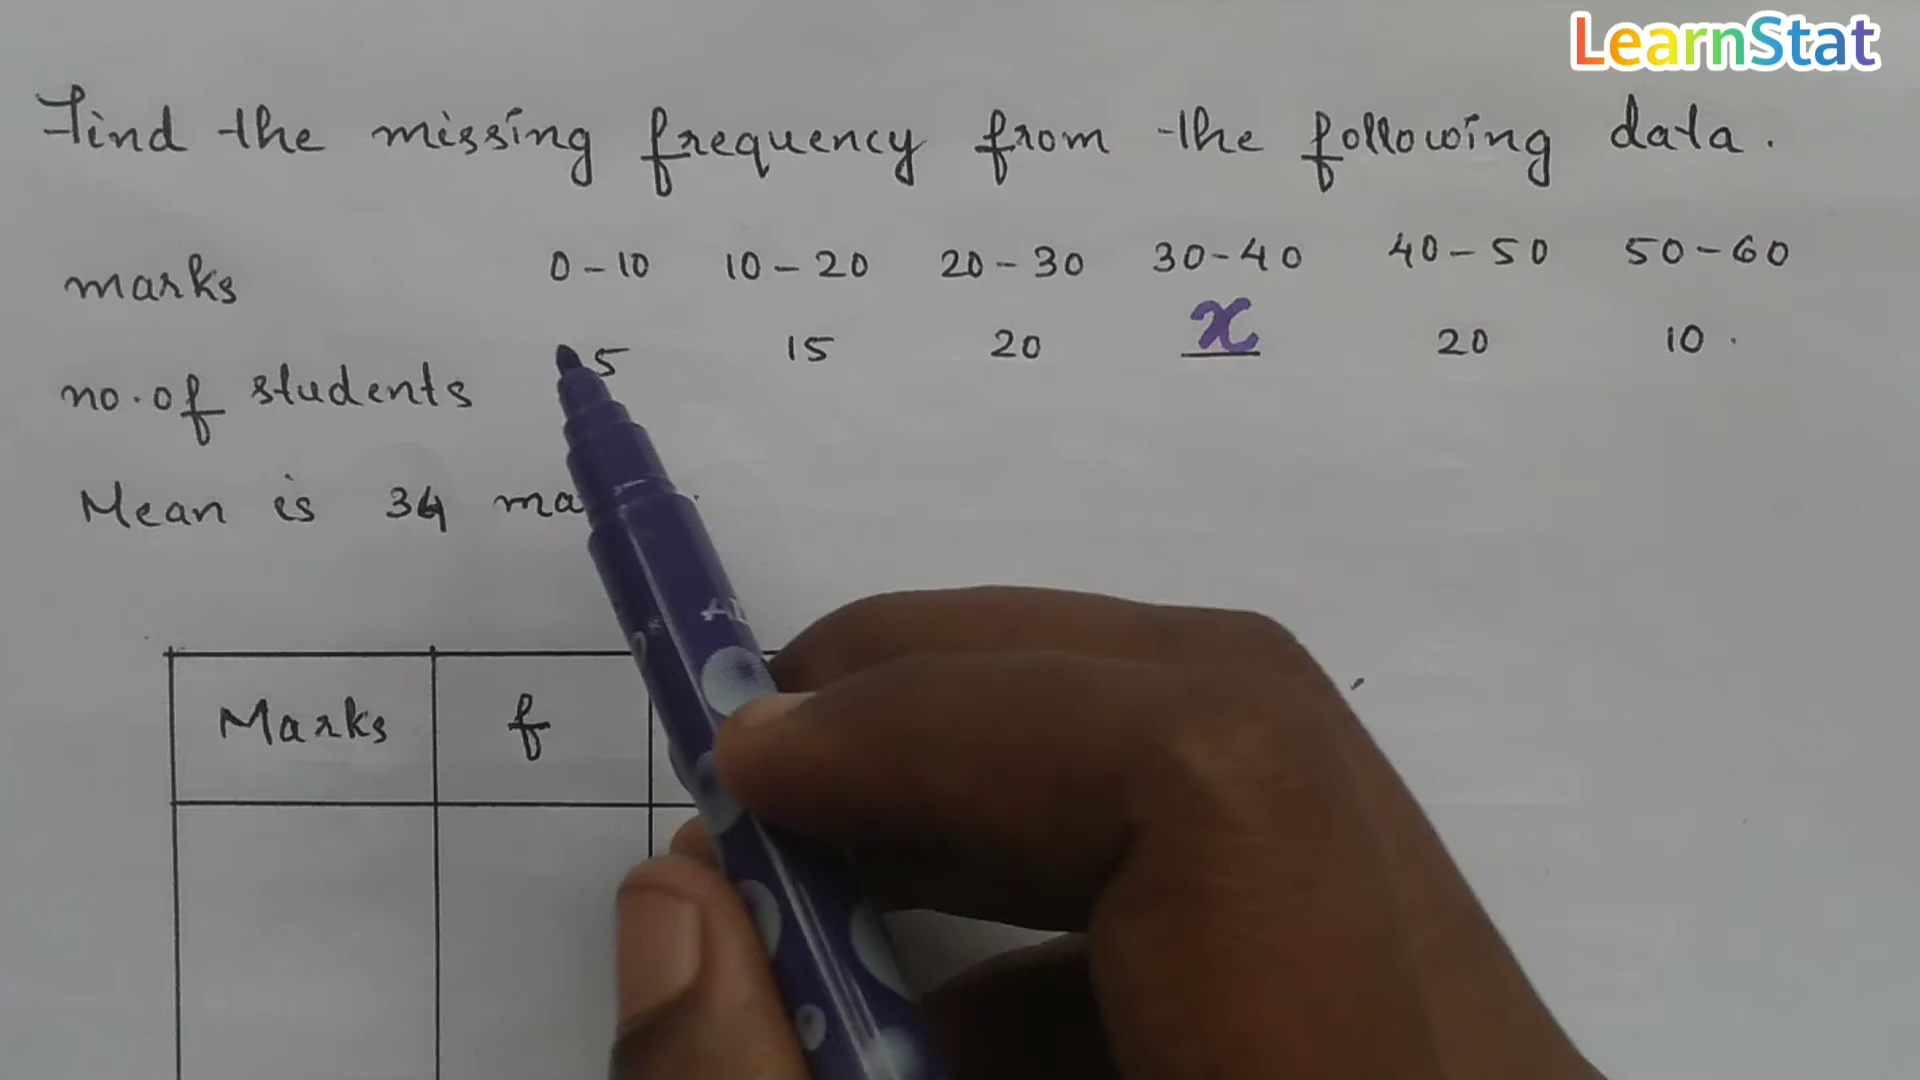 LearnStat
Find the missing frequency from the following data.
marks 0-10 10-20 20-30 30-40 40-50 50-60
no. of students 5 15 20 x 20 10.
Mean is 34
Marks f